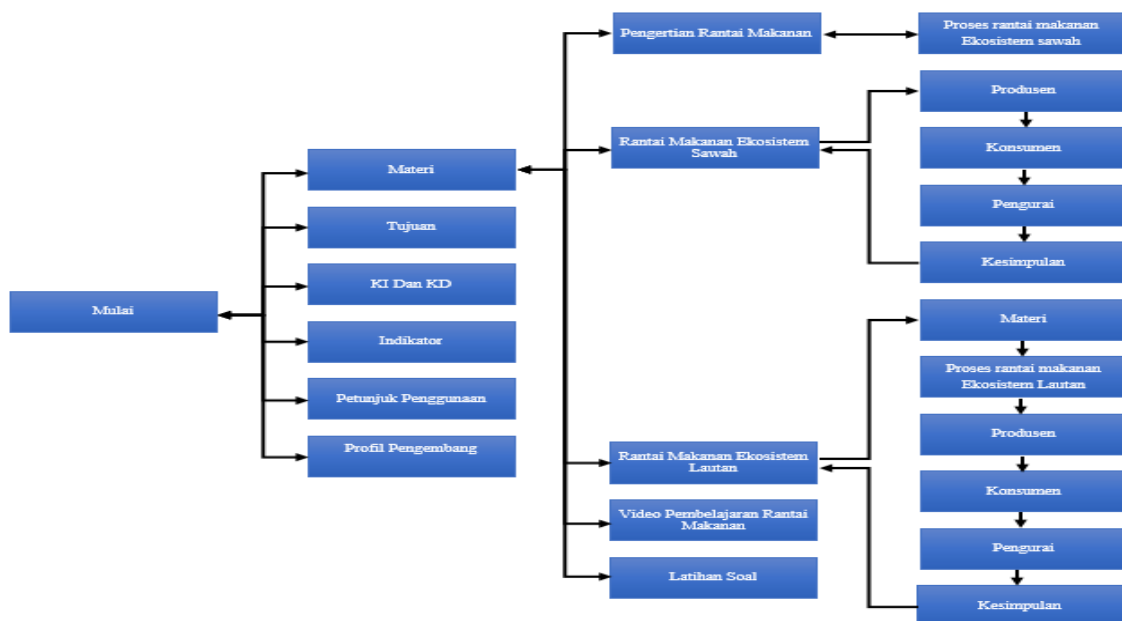 Mulai
Materi
Tujuan
KI Dan KD
Indikator
Petunjuk Penggunaan
Profil Pengembang
Pengertian Rantai Makanan
Rantai Makanan Ekosistem
Sawah
Rantai Makanan Ekosistem
Lautan
Video Pembelajaran Rantai
Makanan
Latihan Soal
Proses rantai makanan
Ekosistem sawah
Produsen
Konsumen
Pengurai
Kesimpulan
Materi
Proses rantai makanan
Ekosistem Lautan
Produsen
Konsumen
Pengurai
Kesimpulan